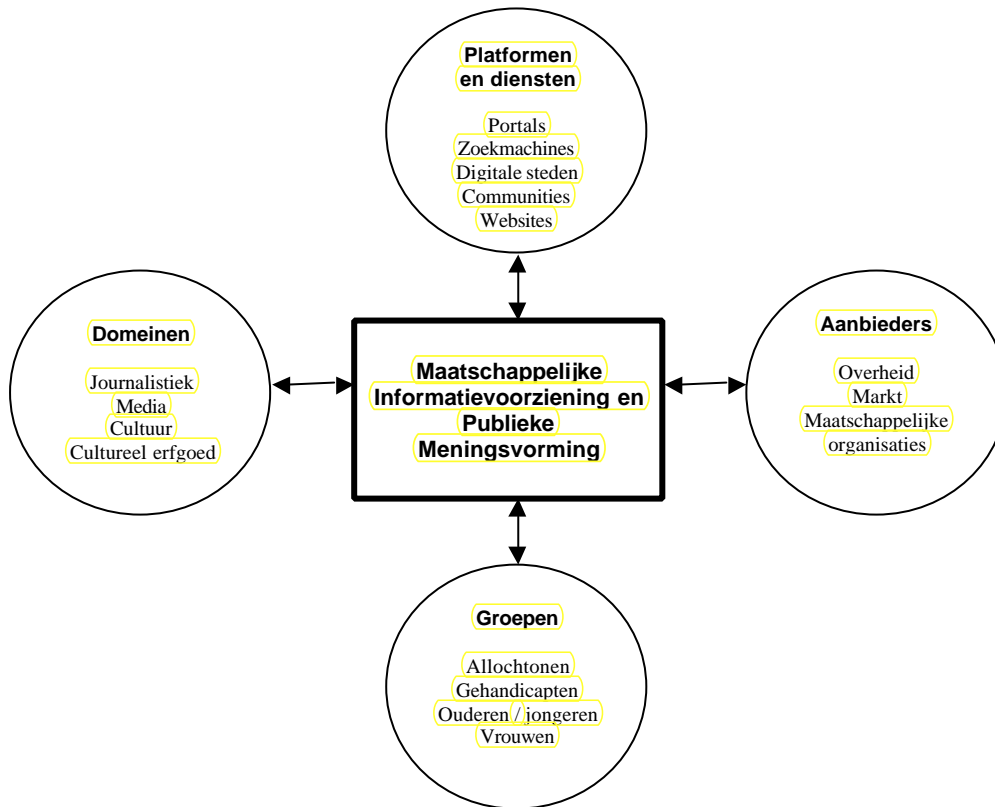 Platformen
en diensten
Portals
Zoekmachines
Digitale steden
Communities
Websites
Domeinen
Journalistiek
Media
Cultuur
Cultureel erfgoed
Maatschappelijke
Informatievoorziening en
Publieke
Meningsvorming
Aanbieders
Overheid
Markt
Maatschappelijke
organisaties
Groepen
Allochtonen
Gehandicapten
Ouderen / jongeren
Vrouwen